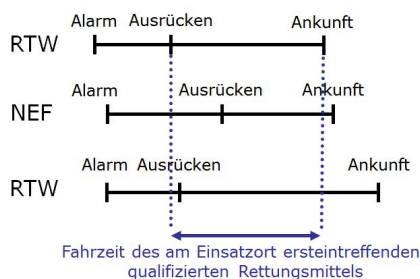 Alarm Ausrücken Ankunft
RTW
Alarm Ausrücken Ankunft
NEF
Alarm Ausrücken Ankunft
RTW
Fahrzeit des am Einsatzort ersteintreffenden
qualifizierten Rettungsmittels